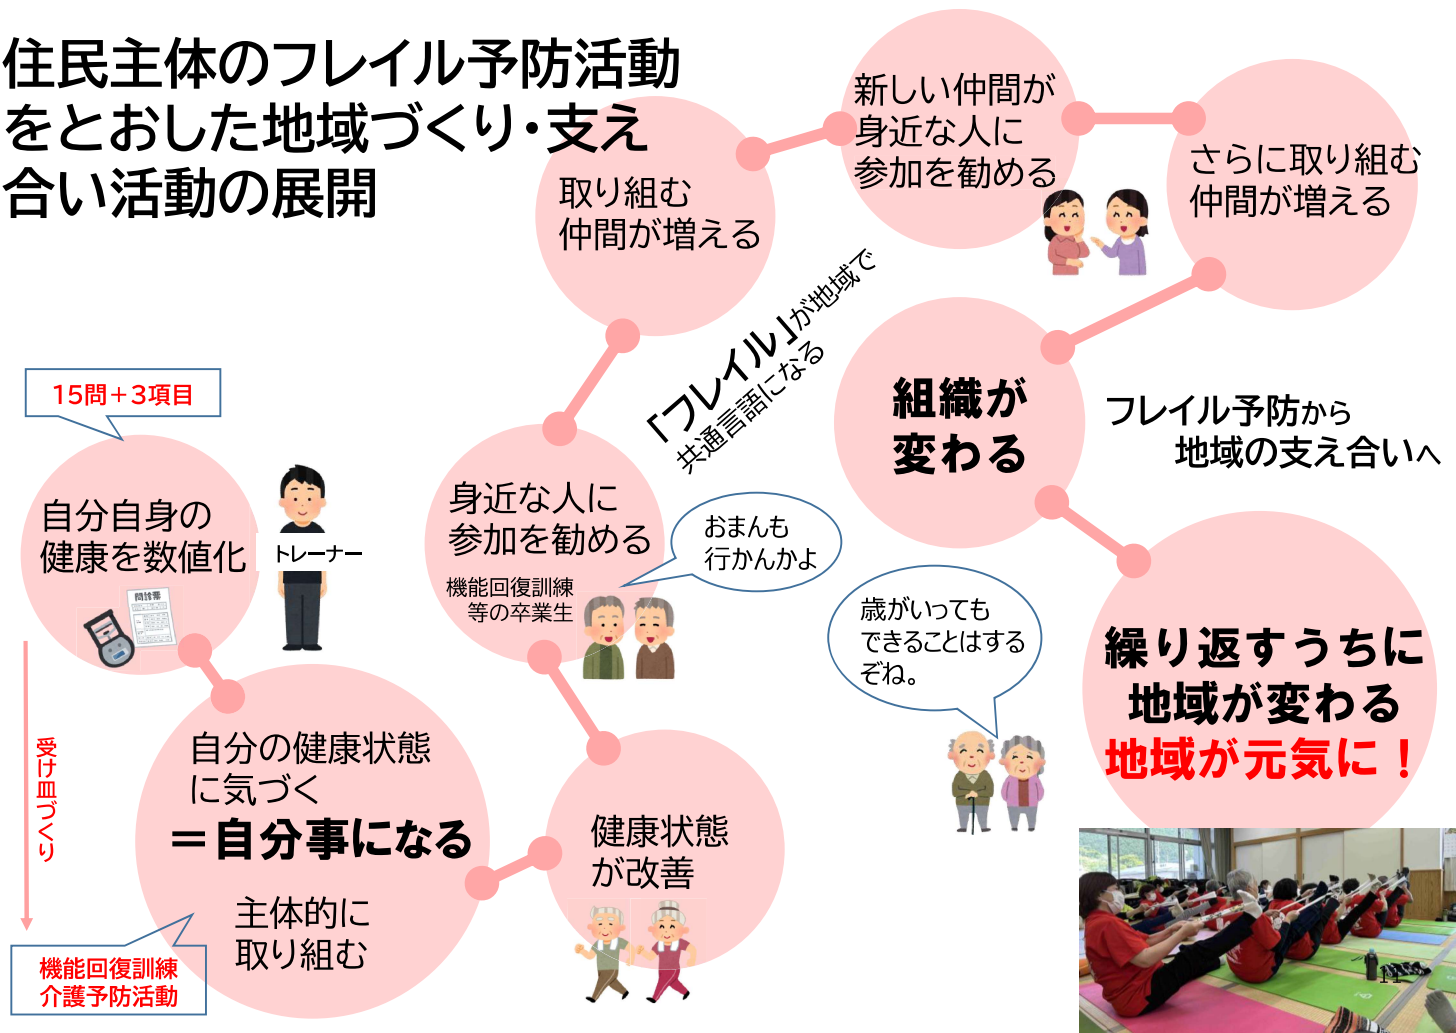 住民主体のフレイル予防活動
をとおした地域づくり・支え
合い活動の展開
15問＋3項目
自分自身の
健康を数値化
問診票
トレーナー
受け皿づくり
自分の健康状態
に気づく
＝自分事になる
主体的に
取り組む
機能回復訓練
介護予防活動
健康状態
が改善
身近な人に
参加を勧める
機能回復訓練
等の卒業生
おまんも
行かんかよ
取り組む
仲間が増える
「フレイル」が地域で
共通言語になる
新しい仲間が
身近な人に
参加を勧める
さらに取り組む
仲間が増える
組織が
変わる
フレイル予防から
地域の支え合いへ
歳がいっても
できることはする
ぞね。
繰り返すうちに
地域が変わる
地域が元気に！
11